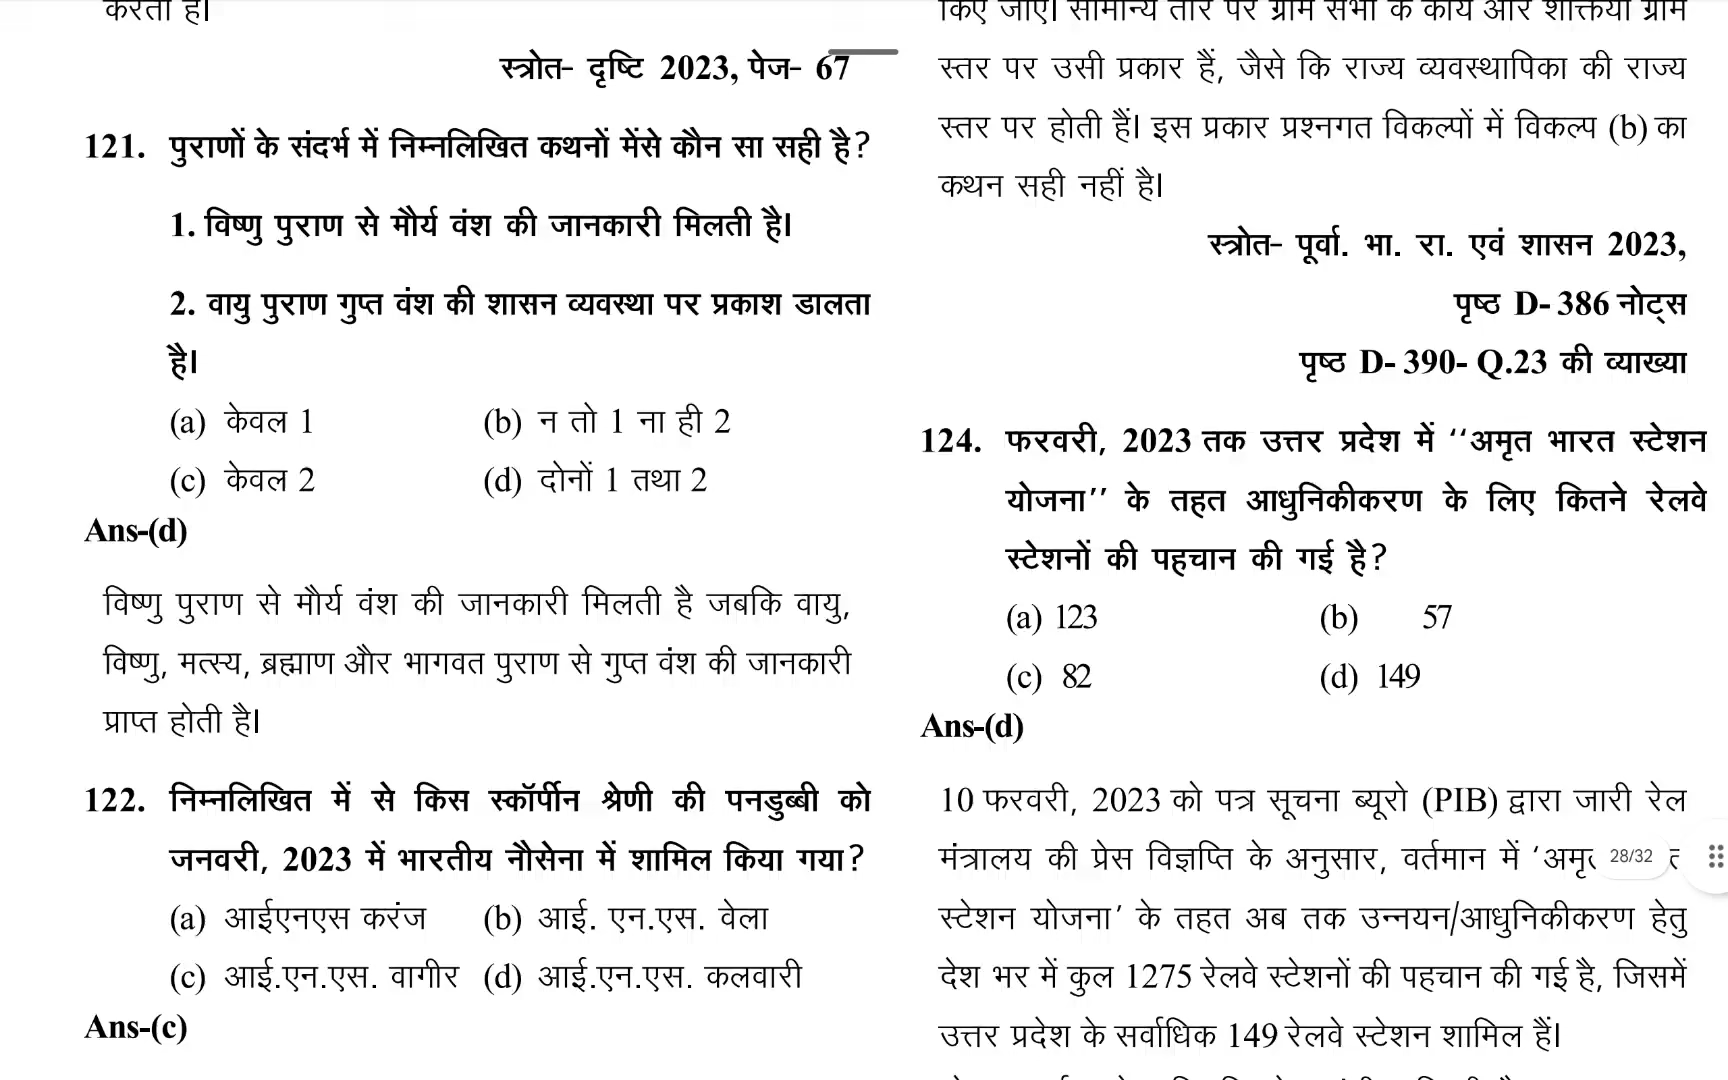 करता है।
स्त्रोत- दृष्टि 2023, पेज- 67
121. पुराणों के संदर्भ में निम्नलिखित कथनों मेंसे कौन सा सही है?
1. विष्णु पुराण से मौर्य वंश की जानकारी मिलती है।
2. वायु पुराण गुप्त वंश की शासन व्यवस्था पर प्रकाश डालता
है।
(a) केवल 1 (b) न तो 1 ना ही 2
(c) केवल 2 (d) दोनों 1 तथा 2
Ans-(d)
विष्णु पुराण से मौर्य वंश की जानकारी मिलती है जबकि वायु,
विष्णु, मत्स्य, ब्रह्माण और भागवत पुराण से गुप्त वंश की जानकारी
प्राप्त होती है।
122. निम्नलिखित में से किस स्कॉर्पीन श्रेणी की पनडुब्बी को
जनवरी, 2023 में भारतीय नौसेना में शामिल किया गया?
(a) आईएनएस करंज (b) आई. एन.एस. वेला
(c) आई.एन.एस. वागीर (d) आई.एन.एस. कलवारी
Ans-(c)
किए जाएं। सामान्य तौर पर ग्राम सभा के कार्य और शक्तियां ग्राम
स्तर पर उसी प्रकार हैं, जैसे कि राज्य व्यवस्थापिका की राज्य
स्तर पर होती हैं। इस प्रकार प्रश्नगत विकल्पों में विकल्प (b) का
कथन सही नहीं है।
स्त्रोत- पूर्वा. भा. रा. एवं शासन 2023,
पृष्ठ D- 386 नोट्स
पृष्ठ D- 390- Q.23 की व्याख्या
124. फरवरी, 2023 तक उत्तर प्रदेश में ‘‘अमृत भारत स्टेशन
योजना’’ के तहत आधुनिकीकरण के लिए कितने रेलवे
स्टेशनों की पहचान की गई है?
(a) 123 (b) 57
(c) 82 (d) 149
Ans-(d)
10 फरवरी, 2023 को पत्र सूचना ब्यूरो (PIB) द्वारा जारी रेल
मंत्रालय की प्रेस विज्ञप्ति के अनुसार, वर्तमान में 28/32
स्टेशन योजना’ के तहत अब तक उन्नयन/आधुनिकीकरण हेतु
देश भर में कुल 1275 रेलवे स्टेशनों की पहचान की गई है, जिसमें
उत्तर प्रदेश के सर्वाधिक 149 रेलवे स्टेशन शामिल हैं।